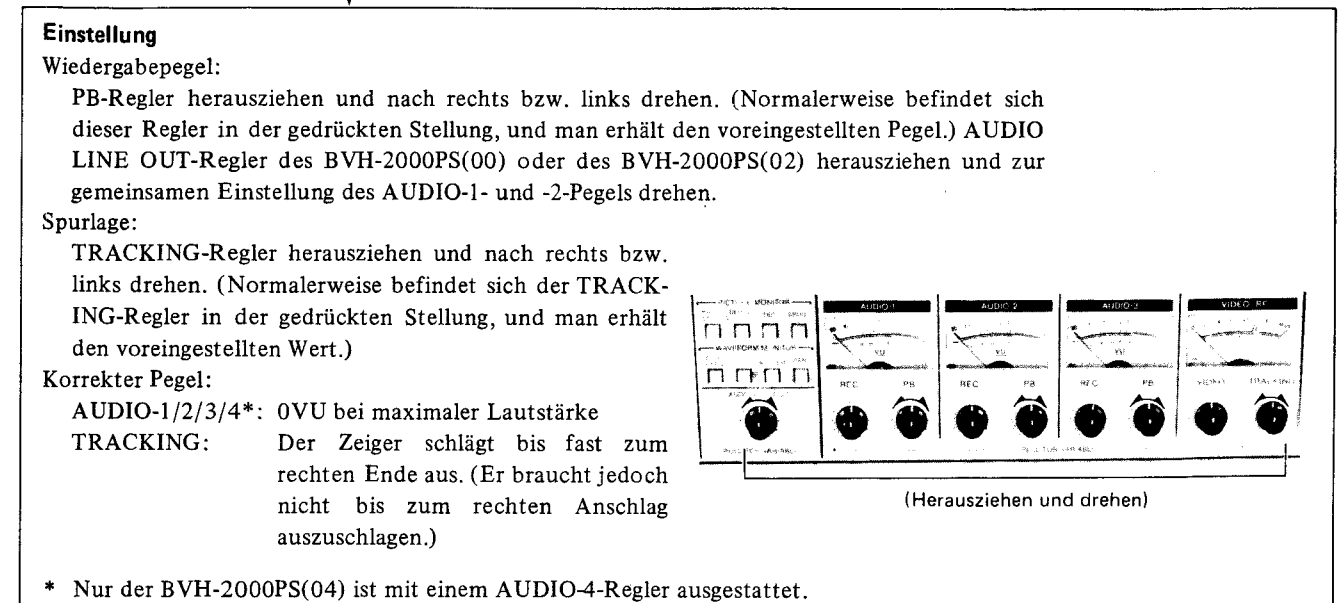 Einstellung
Wiedergabepegel:
PB-Regler herausziehen und nach rechts bzw. links drehen. (Normalerweise befindet sich
dieser Regler in der gedrückten Stellung, und man erhält den voreingestellten Pegel.) AUDIO
LINE OUT-Regler des BVH-2000PS(00) oder des BVH-2000PS(02) herausziehen und zur
gemeinsamen Einstellung des AUDIO-1- und -2-Pegels drehen.
Spurlage:
TRACKING-Regler herausziehen und nach rechts bzw.
links drehen. (Normalerweise befindet sich der TRACK-
ING-Regler in der gedrückten Stellung, und man erhält
den voreingestellten Wert.)
Korrekter Pegel:
AUDIO-1/2/3/4*: 0VU bei maximaler Lautstärke
TRACKING: Der Zeiger schlägt bis fast zum
rechten Ende aus. (Er braucht jedoch
nicht bis zum rechten Anschlag
auszuschlagen.)
MONITOR
AUDIO-1 AUDIO-2 AUDIO-3 VIDEO RF
VU VU VU
REC PB REC PB REC PB VIDEO TRACKING
(Herausziehen und drehen)
* Nur der BVH-2000PS(04) ist mit einem AUDIO-4-Regler ausgestattet.